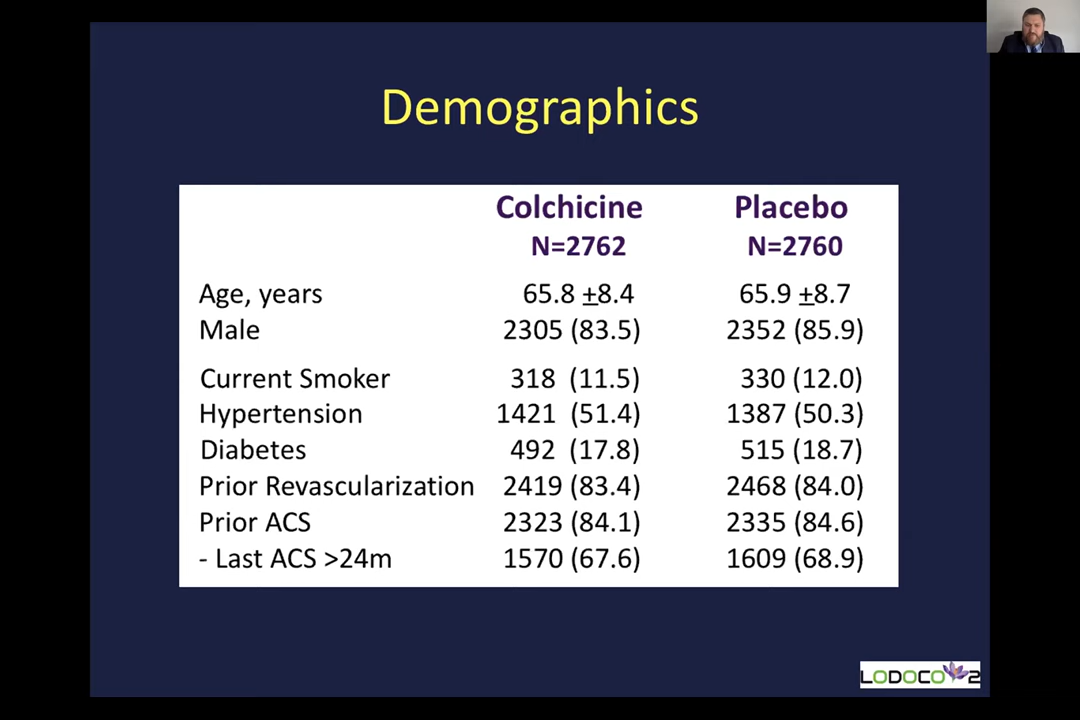 Demographics
Colchicine Placebo
N=2762 N=2760
Age, years 65.8 ±8.4 65.9 ±8.7
Male 2305 (83.5) 2352 (85.9)
Current Smoker 318 (11.5) 330 (12.0)
Hypertension 1421 (51.4) 1387 (50.3)
Diabetes 492 (17.8) 515 (18.7)
Prior Revascularization 2419 (83.4) 2468 (84.0)
Prior ACS 2323 (84.1) 2335 (84.6)
- Last ACS >24m 1570 (67.6) 1609 (68.9)
LODOCO 2